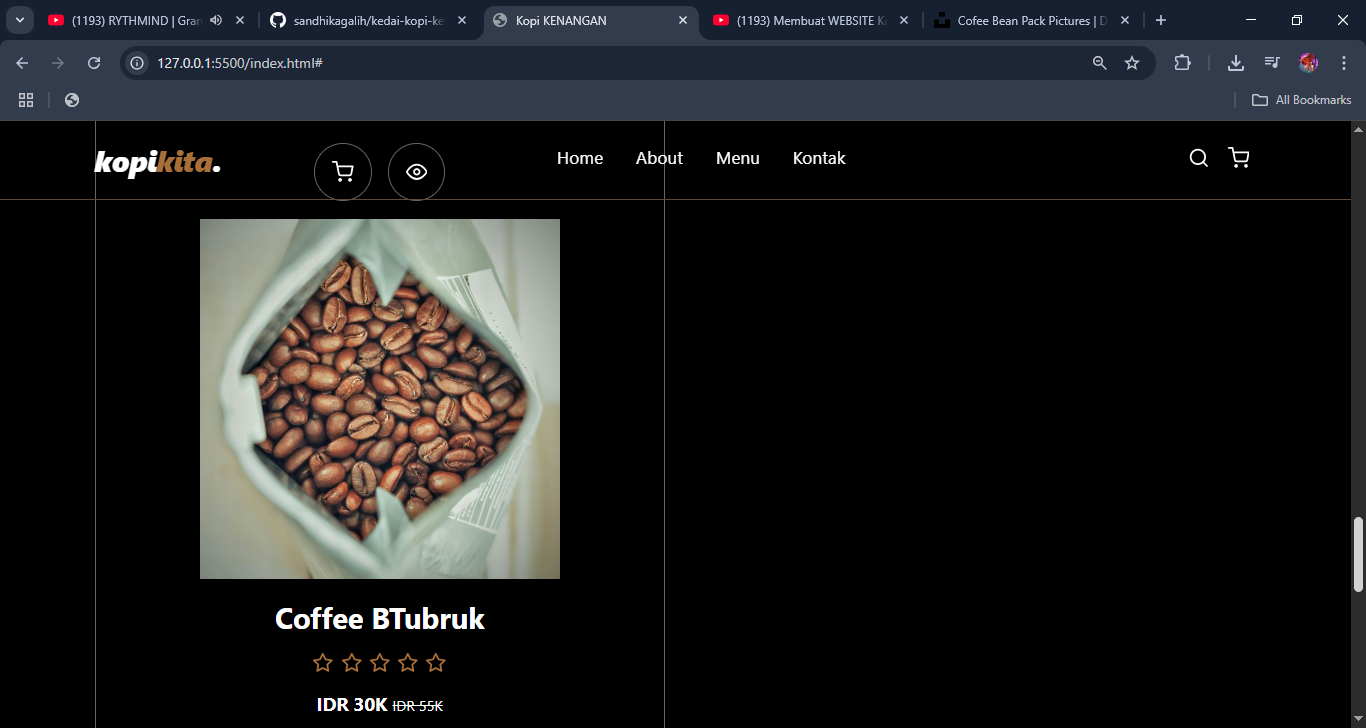 (1193) RYTHMIND | Gran
sandhikagalih/kedai-kopi-ke
Kopi KENANGAN
(1193) Membuat WEBSITE K
Cofee Bean Pack Pictures | D
127.0.0.1:5500/index.html#
All Bookmarks
kopikita.
Home
About
Menu
Kontak
Coffee BTubruk
IDR 30K IDR 55K